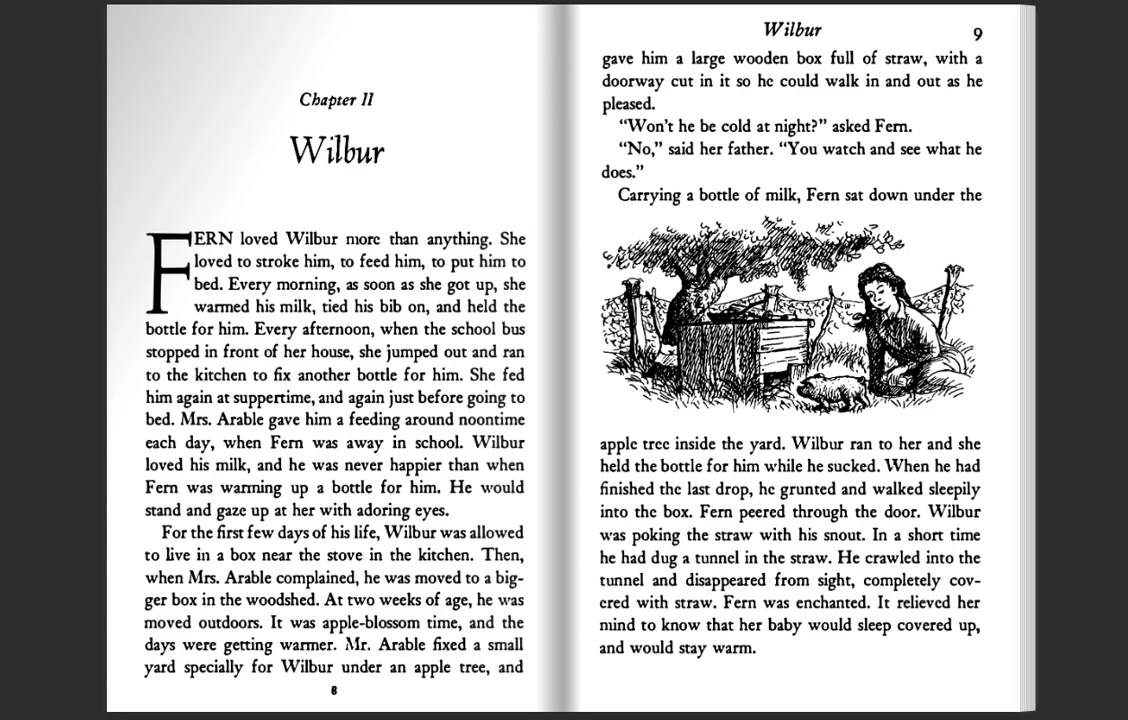 Chapter II
Wilbur
FERN loved Wilbur more than anything. She
loved to stroke him, to feed him, to put him to
bed. Every morning, as soon as she got up, she
warmed his milk, tied his bib on, and held the
bottle for him. Every afternoon, when the school bus
stopped in front of her house, she jumped out and ran
to the kitchen to fix another bottle for him. She fed
him again at suppertime, and again just before going to
bed. Mrs. Arable gave him a feeding around noontime
each day, when Fern was away in school. Wilbur
loved his milk, and he was never happier than when
Fern was warming up a bottle for him. He would
stand and gaze up at her with adoring eyes.
For the first few days of his life, Wilbur was allowed
to live in a box near the stove in the kitchen. Then,
when Mrs. Arable complained, he was moved to a big-
ger box in the woodshed. At two weeks of age, he was
moved outdoors. It was apple-blossom time, and the
days were getting warmer. Mr. Arable fixed a small
yard specially for Wilbur under an apple tree, and
8
Wilbur 9
gave him a large wooden box full of straw, with a
doorway cut in it so he could walk in and out as he
pleased.
“Won't he be cold at night?” asked Fern.
“No,” said her father. “You watch and see what he
does.”
Carrying a bottle of milk, Fern sat down under the
apple tree inside the yard. Wilbur ran to her and she
held the bottle for him while he sucked. When he had
finished the last drop, he grunted and walked sleepily
into the box. Fern peered through the door. Wilbur
was poking the straw with his snout. In a short time
he had dug a tunnel in the straw. He crawled into the
tunnel and disappeared from sight, completely cov-
ered with straw. Fern was enchanted. It relieved her
mind to know that her baby would sleep covered up,
and would stay warm.